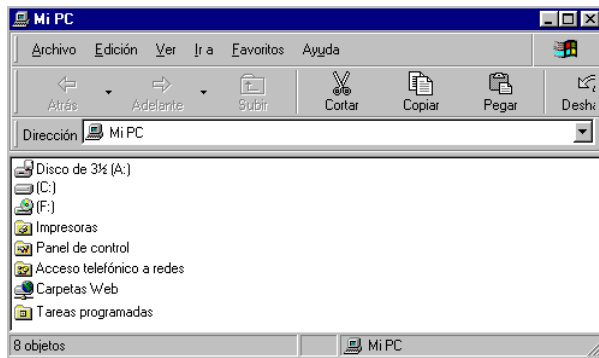 Mi PC
Archivo Edición Ver Ir a Favoritos Ayuda
Atrás Adelante Subir Cortar Copiar Pegar Desha
Dirección Mi PC
Disco de 3½ (A:)
(C:)
(F:)
Impresoras
Panel de control
Acceso telefónico a redes
Carpetas Web
Tareas programadas
8 objetos Mi PC